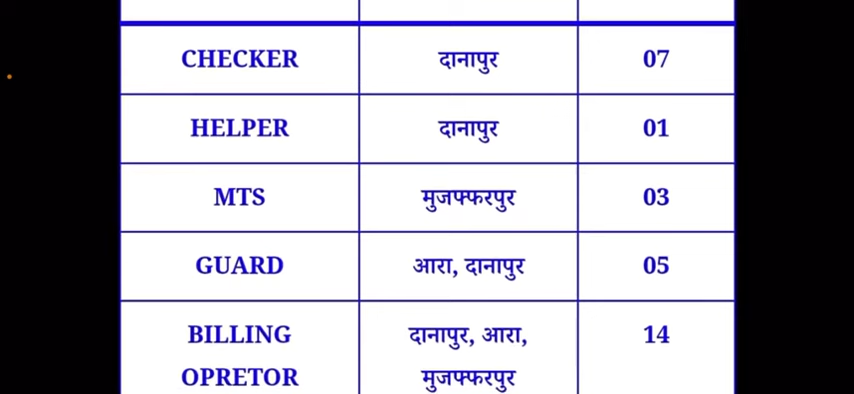 CHECKER दानापुर 07
HELPER दानापुर 01
MTS मुजफ्फरपुर 03
GUARD आरा, दानापुर 05
BILLING दानापुर, आरा, 14
OPRETOR मुजफ्फरपुर